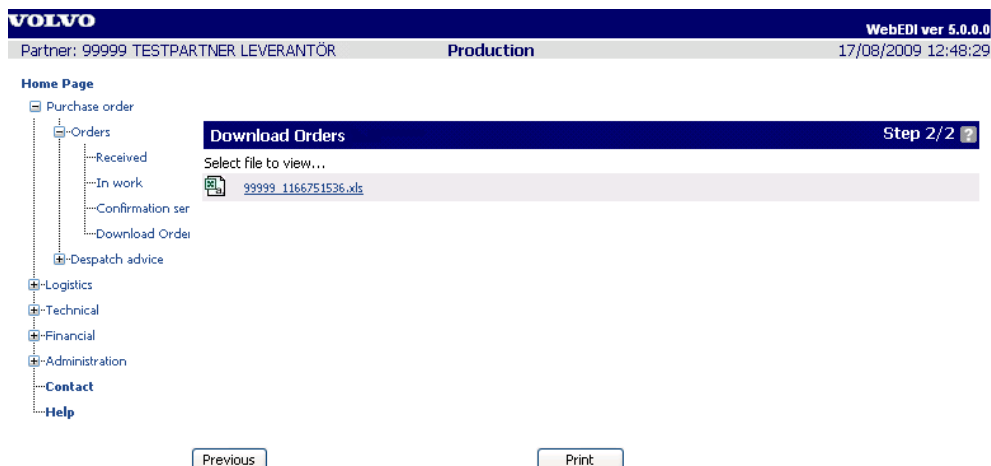 VOLVO
WebEDI ver 5.0.0.0
Partner: 99999 TESTPARTNER LEVERANTÖR Production 17/08/2009 12:48:29
Home Page
Purchase order
Orders
Received
In work
Confirmation ser
Download Order
Despatch advice
Logistics
Technical
Financial
Administration
Contact
Help
Download Orders Step 2/2 ?
Select file to view...
99999_1166751536.xls
Previous Print